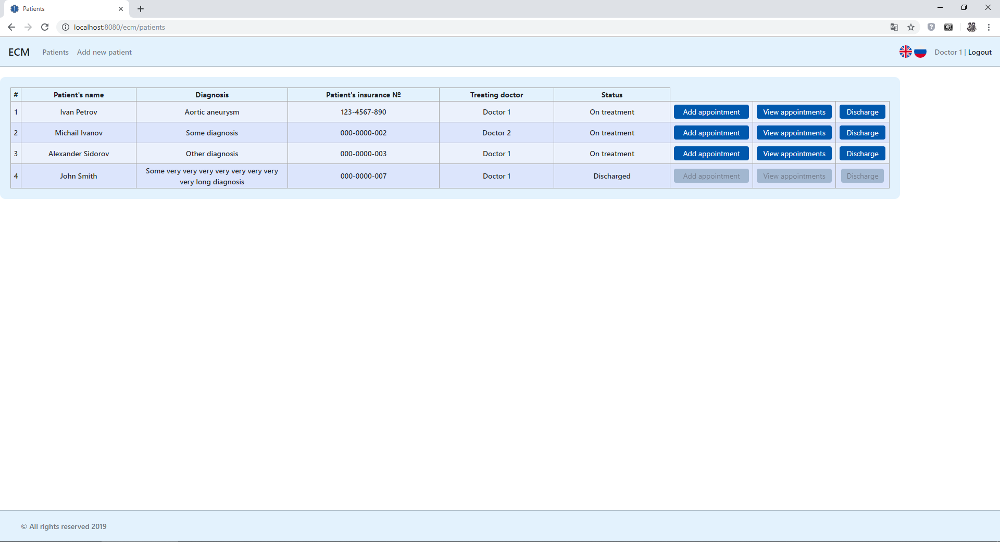 Patients
localhost:8080/ecm/patients
ECM Patients Add new patient Doctor 1 | Logout
# Patient's name Diagnosis Patient's insurance № Treating doctor Status
1 Ivan Petrov Aortic aneurysm 123-4567-890 Doctor 1 On treatment Add appointment View appointments Discharge
2 Michail Ivanov Some diagnosis 000-0000-002 Doctor 2 On treatment Add appointment View appointments Discharge
3 Alexander Sidorov Other diagnosis 000-0000-003 Doctor 1 On treatment Add appointment View appointments Discharge
4 John Smith Some very very very very very very very very long diagnosis 000-0000-007 Doctor 1 Discharged Add appointment View appointments Discharge
© All rights reserved 2019